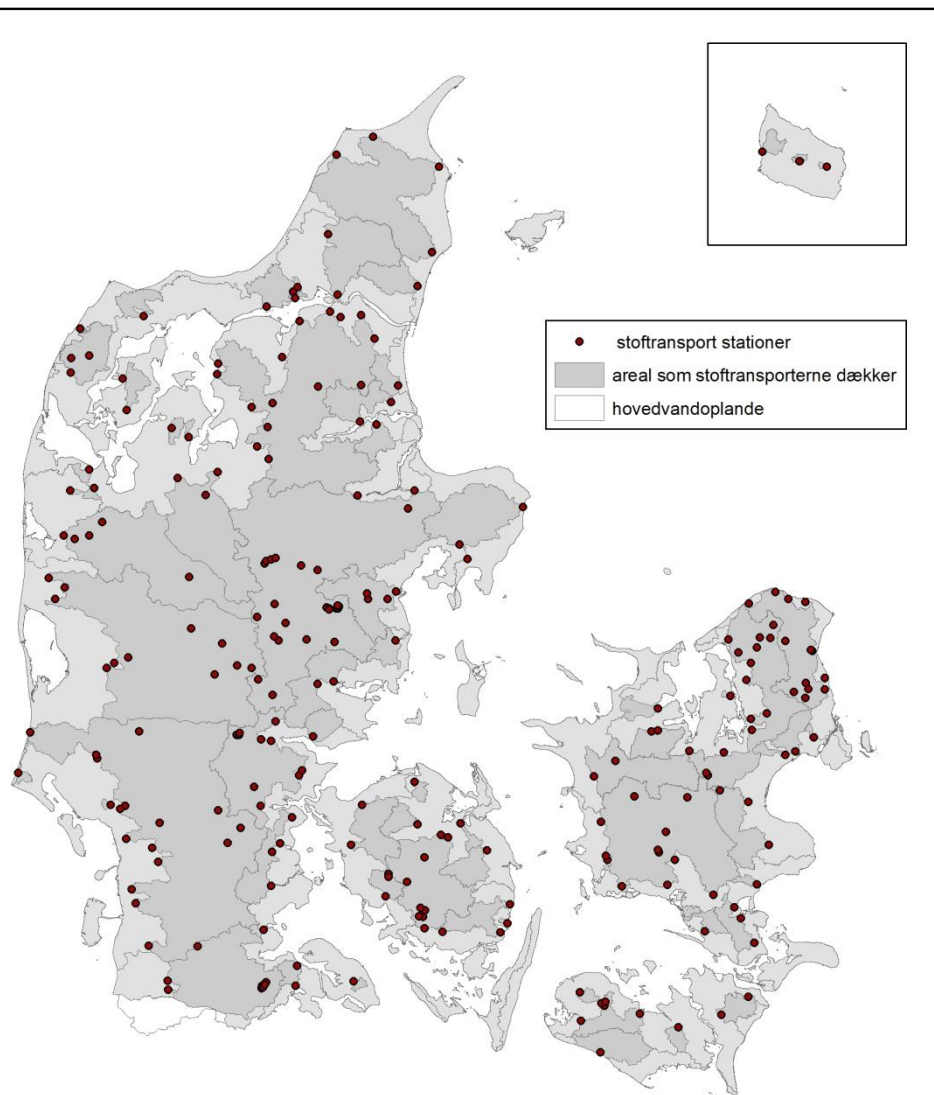 stoftransport stationer
areal som stoftransporterne dækker
hovedvandoplande